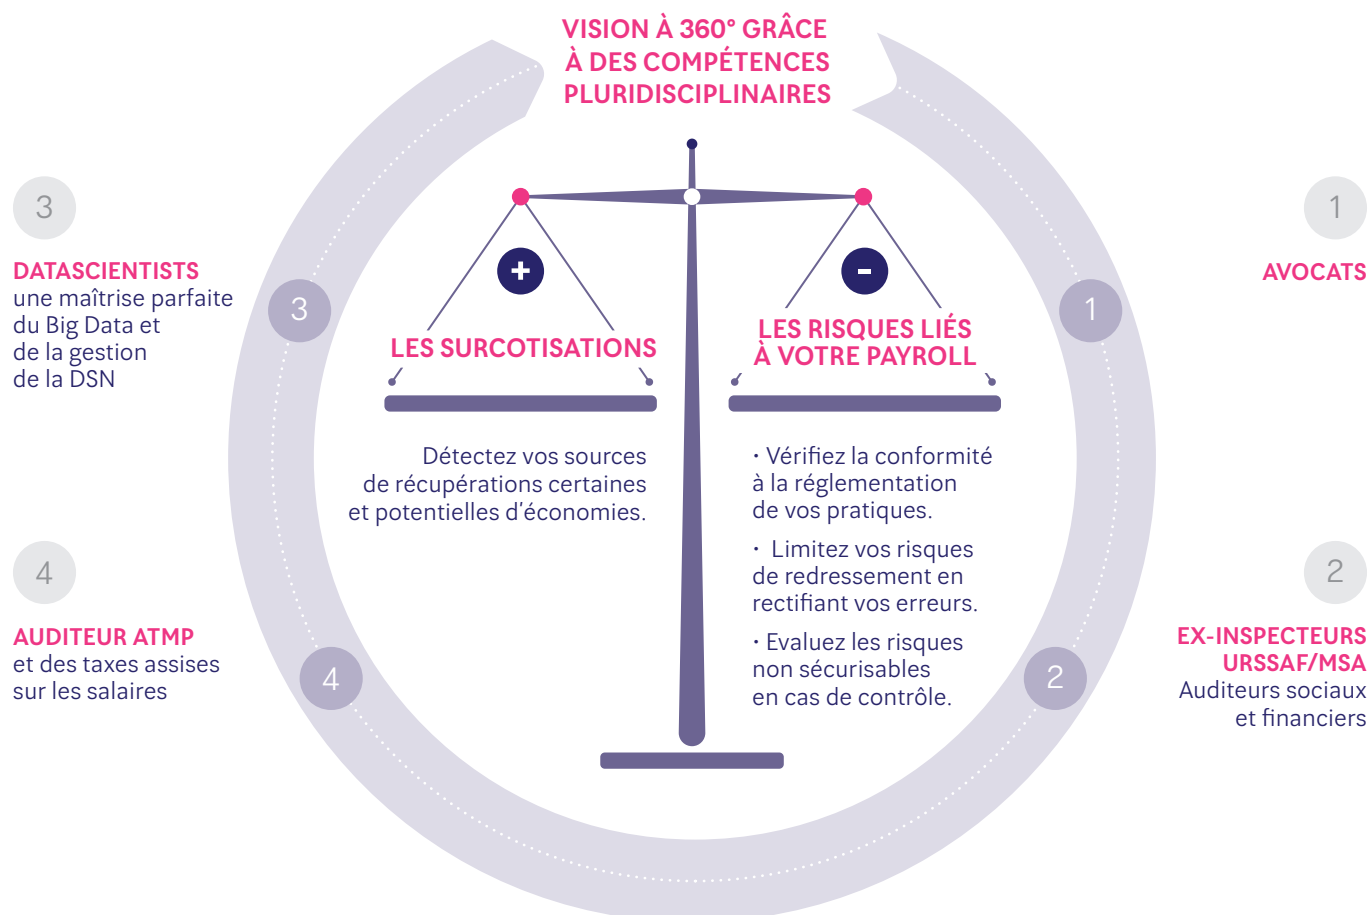 VISION À 360° GRÂCE
À DES COMPÉTENCES
PLURIDISCIPLINAIRES
3
DATASCIENTISTS
une maîtrise parfaite
du Big Data et
de la gestion
de la DSN
4
AUDITEUR ATMP
et des taxes assises
sur les salaires
3
4
+
LES SURCOTISATIONS
Détectez vos sources
de récupérations certaines
et potentielles d'économies.
-
LES RISQUES LIÉS
À VOTRE PAYROLL
· Vérifiez la conformité
à la réglementation
de vos pratiques.
· Limitez vos risques
de redressement en
rectifiant vos erreurs.
· Evaluez les risques
non sécurisables
en cas de contrôle.
1
2
1
AVOCATS
2
EX-INSPECTEURS
URSSAF/MSA
Auditeurs sociaux
et financiers